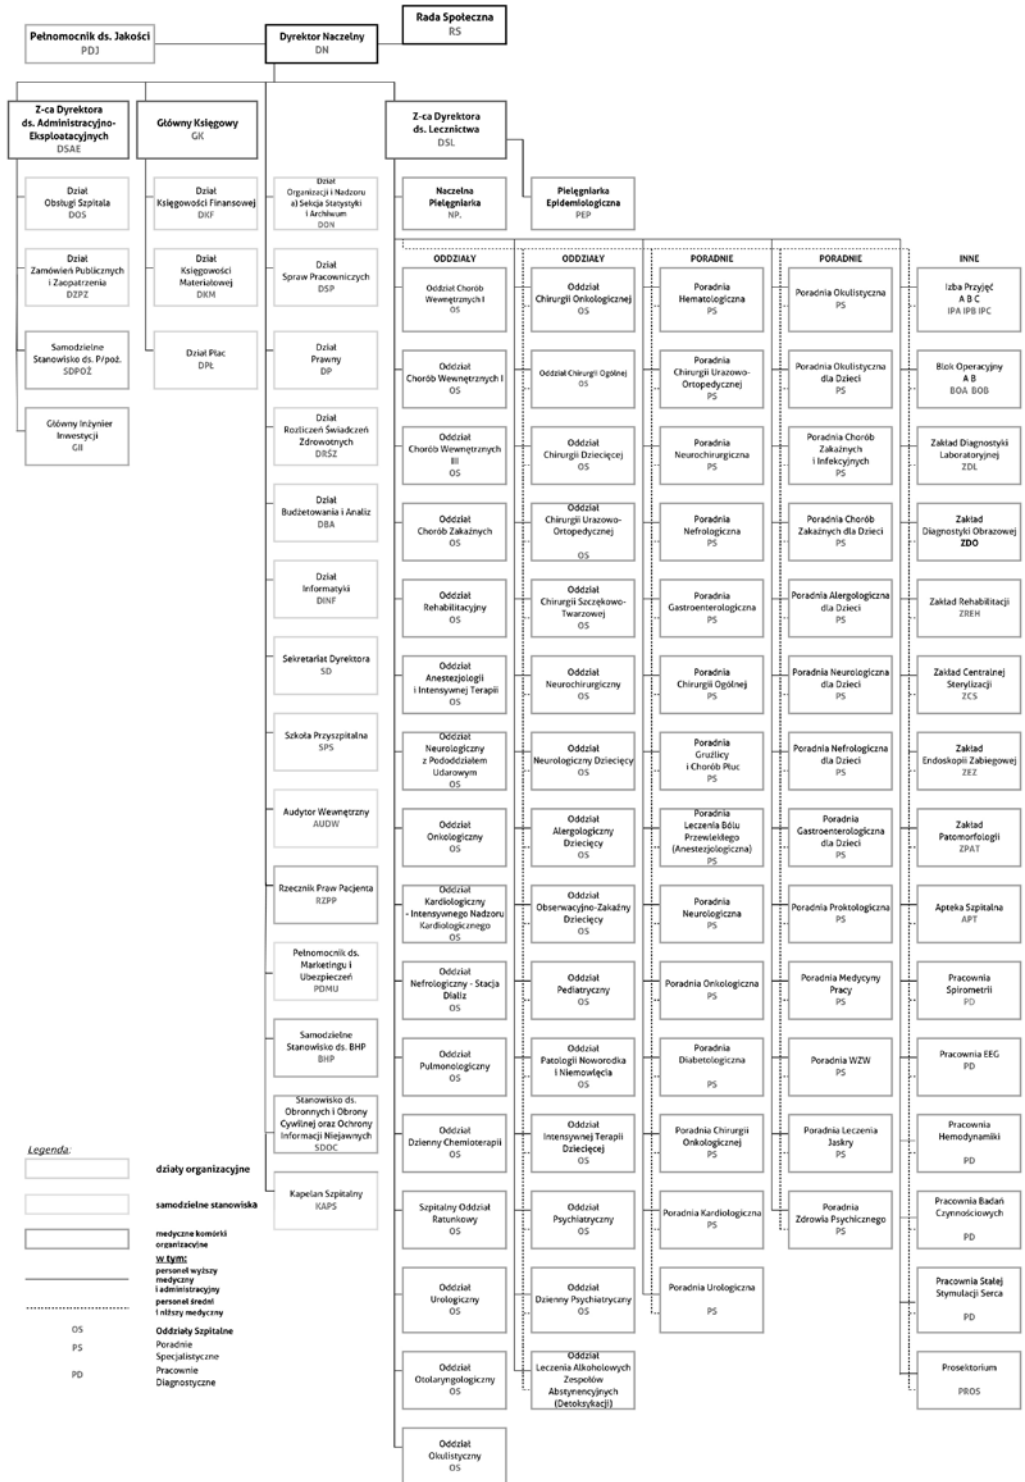 Pełnomocnik ds. Jakości
PDJ
Dyrektor Naczelny
DN
Rada Społeczna
RS
Z-ca Dyrektora
ds. Administracyjno-
Eksploatacyjnych
DSAE
Główny Księgowy
GK
Z-ca Dyrektora
ds. Lecznictwa
DSL
Dział
Obsługi Szpitala
DOS
Dział
Zamówień Publicznych
i Zaopatrzenia
DZPZ
Samodzielne
Stanowisko ds. P/poż.
SDPOŻ
Główny Inżynier
Inwestycji
GII
Dział
Księgowości Finansowej
DKF
Dział
Księgowości
Materiałowej
DKM
Dział Płac
DPŁ
Dział
Organizacji i Nadzoru
a) Sekcja Statystyki
i Archiwum
DON
Dział
Spraw Pracowniczych
DSP
Dział
Prawny
DP
Dział
Rozliczeń Świadczeń
Zdrowotnych
DRŚZ
Dział
Budżetowania i Analiz
DBA
Dział
Informatyki
DINF
Sekretariat Dyrektora
SD
Szkoła Przyszpitalna
SPS
Audytor Wewnętrzny
AUDW
Rzecznik Praw Pacjenta
RZPP
Pełnomocnik ds.
Marketingu i
Ubezpieczeń
PDMU
Samodzielne
Stanowisko ds. BHP
BHP
Stanowisko ds.
Obronnych i Obrony
Cywilnej oraz Ochrony
Informacji Niejawnych
SDOC
Kapelan Szpitalny
KAPS
Naczelna
Pielęgniarka
NP.
Pielęgniarka
Epidemiologiczna
PEP
ODDZIAŁY
Oddział Chorób
Wewnętrznych I
OS
Oddział
Chorób Wewnętrznych I
OS
Oddział
Chorób Wewnętrznych
III
OS
Oddział
Chorób Zakaźnych
OS
Oddział
Rehabilitacyjny
OS
Oddział
Anestezjologii
i Intensywnej Terapii
OS
Oddział
Neurologiczny
z Pododdziałem
Udarowym
OS
Oddział
Onkologiczny
OS
Oddział
Kardiologiczny
- Intensywnego Nadzoru
Kardiologicznego
OS
Oddział
Nefrologiczny - Stacja
Dializ
OS
Oddział
Pulmonologiczny
OS
Oddział
Dzienny Chemioterapii
OS
Szpitalny Oddział
Ratunkowy
OS
Oddział
Urologiczny
OS
Oddział
Otolaryngologiczny
OS
Oddział
Okulistyczny
OS
ODDZIAŁY
Oddział
Chirurgii Onkologicznej
OS
Oddział Chirurgii Ogólnej
OS
Oddział
Chirurgii Dziecięcej
OS
Oddział
Chirurgii Urazowo-
Ortopedycznej
OS
Oddział
Chirurgii Szczękowo-
Twarzowej
OS
Oddział
Neurochirurgiczny
OS
Oddział
Neurologiczny Dziecięcy
OS
Oddział
Alergologiczny
Dziecięcy
OS
Oddział
Obserwacyjno-Zakaźny
Dziecięcy
OS
Oddział
Pediatryczny
OS
Oddział
Patologii Noworodka
i Niemowlęcia
OS
Oddział
Intensywnej Terapii
Dziecięcej
OS
Oddział
Psychiatryczny
OS
Oddział
Dzienny Psychiatryczny
OS
Oddział
Leczenia Alkoholowych
Zespołów
Abstynencyjnych
(Detoksykacji)
PORADNIE
Poradnia
Hematologiczna
PS
Poradnia
Chirurgii Urazowo-
Ortopedycznej
PS
Poradnia
Neurochirurgiczna
PS
Poradnia
Nefrologiczna
PS
Poradnia
Gastroenterologiczna
PS
Poradnia
Chirurgii Ogólnej
PS
Poradnia
Gruźlicy
i Chorób Płuc
PS
Poradnia
Leczenia Bólu
Przewlekłego
(Anestezjologiczna)
PS
Poradnia
Neurologiczna
PS
Poradnia Onkologiczna
PS
Poradnia
Diabetologiczna
PS
Poradnia Chirurgii
Onkologicznej
PS
Poradnia Kardiologiczna
PS
Poradnia Urologiczna
PS
PORADNIE
Poradnia Okulistyczna
PS
Poradnia Okulistyczna
dla Dzieci
PS
Poradnia Chorób
Zakaźnych
i Infekcyjnych
PS
Poradnia Chorób
Zakaźnych dla Dzieci
PS
Poradnia Alergologiczna
dla Dzieci
PS
Poradnia Neurologiczna
dla Dzieci
PS
Poradnia Nefrologiczna
dla Dzieci
PS
Poradnia
Gastroenterologiczna
dla Dzieci
PS
Poradnia Proktologiczna
PS
Poradnia Medycyny
Pracy
PS
Poradnia WZW
PS
Poradnia Leczenia
Jaskry
PS
Poradnia
Zdrowia Psychicznego
PS
INNE
Izba Przyjęć
A B C
IPA IPB IPC
Blok Operacyjny
A B
BOA BOB
Zakład Diagnostyki
Laboratoryjnej
ZDL
Zakład
Diagnostyki Obrazowej
ZDO
Zakład Rehabilitacji
ZREH
Zakład Centralnej
Sterylizacji
ZCS
Zakład
Endoskopii Zabiegowej
ZEZ
Zakład
Patomorfologii
ZPAT
Apteka Szpitalna
APT
Pracownia
Spirometrii
PD
Pracownia EEG
PD
Pracownia
Hemodynamiki
PD
Pracownia Badań
Czynnościowych
PD
Pracownia Stałej
Stymulacji Serca
PD
Prosektorium
PROS
Legenda:
działy organizacyjne
samodzielne stanowiska
medyczne komórki
organizacyjne
w tym:
personel wyższy
medyczny
i administracyjny
personel średni
i niższy medyczny
OS Oddziały Szpitalne
PS Poradnie
Specjalistyczne
PD Pracownie
Diagnostyczne